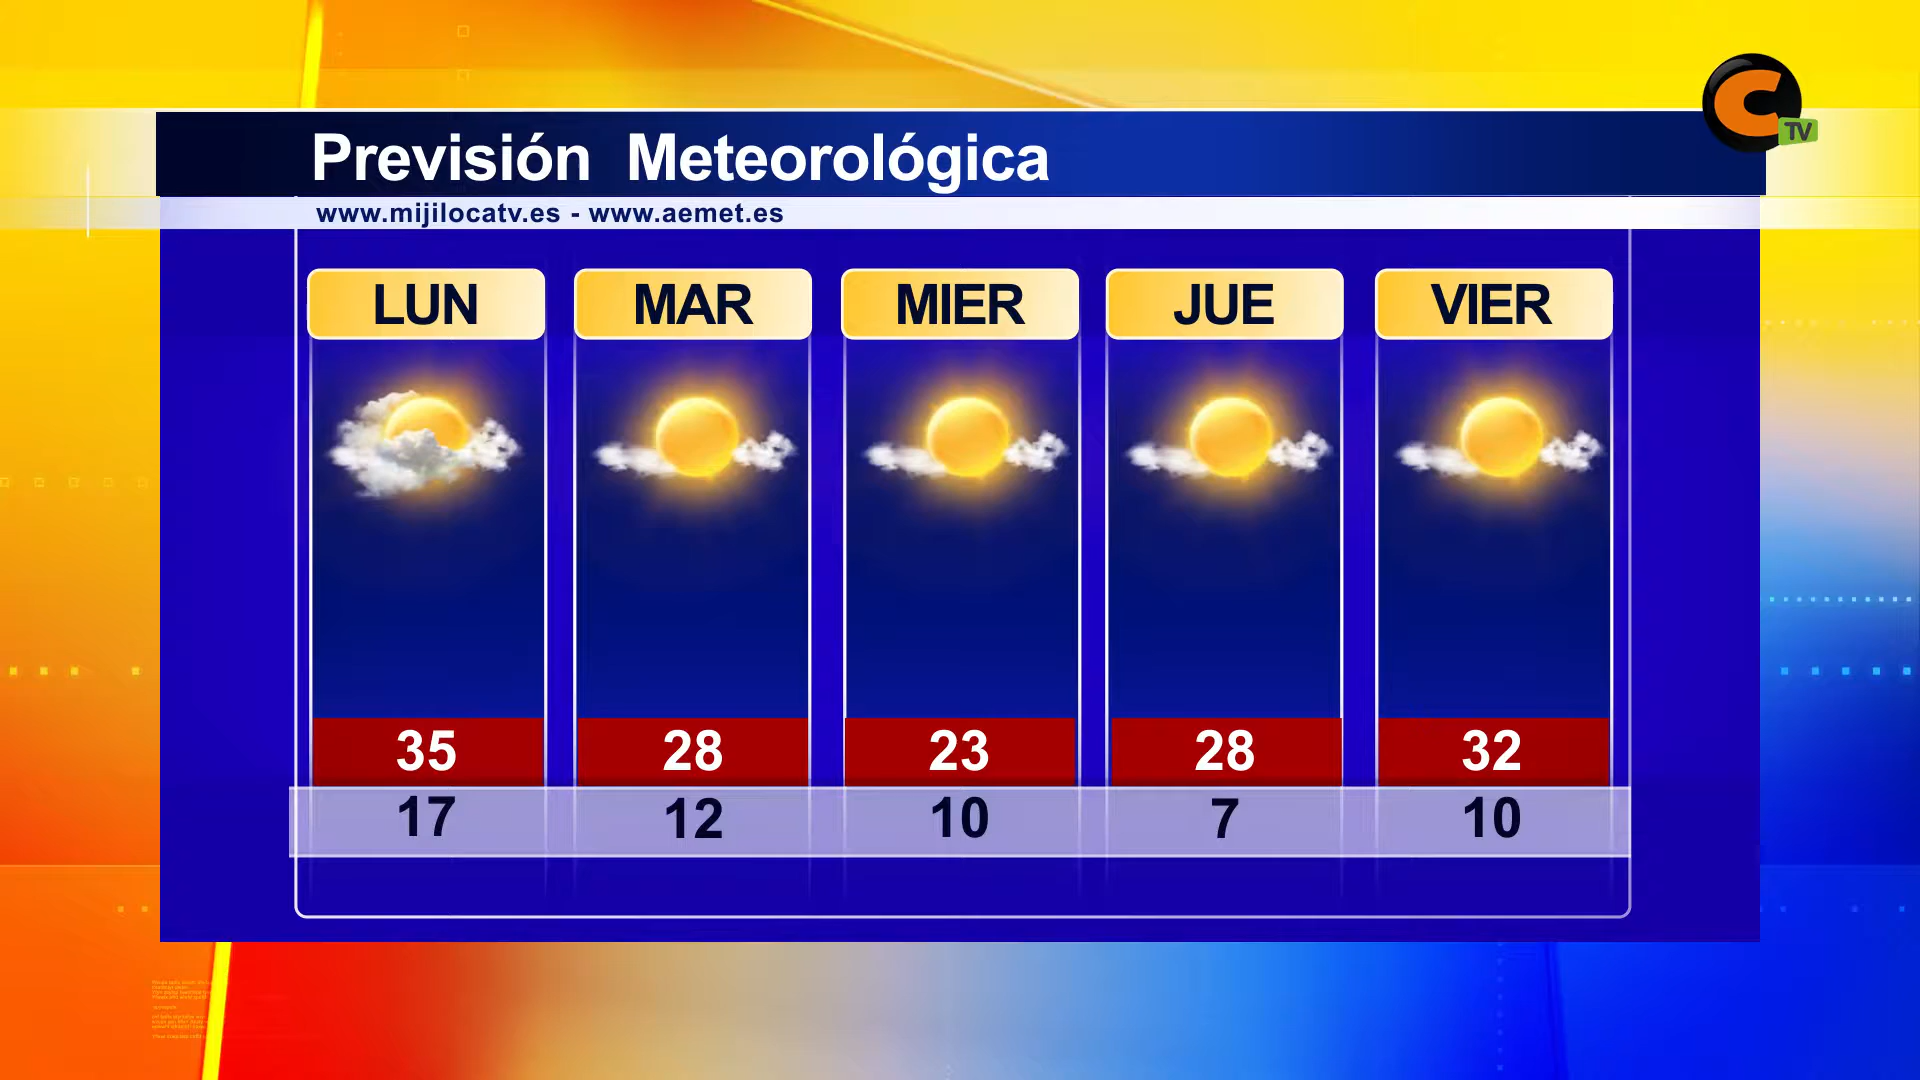 C TV
Previsión Meteorológica
www.mijilocatv.es - www.aemet.es
LUN MAR MIER JUE VIER
35 28 23 28 32
17 12 10 7 10